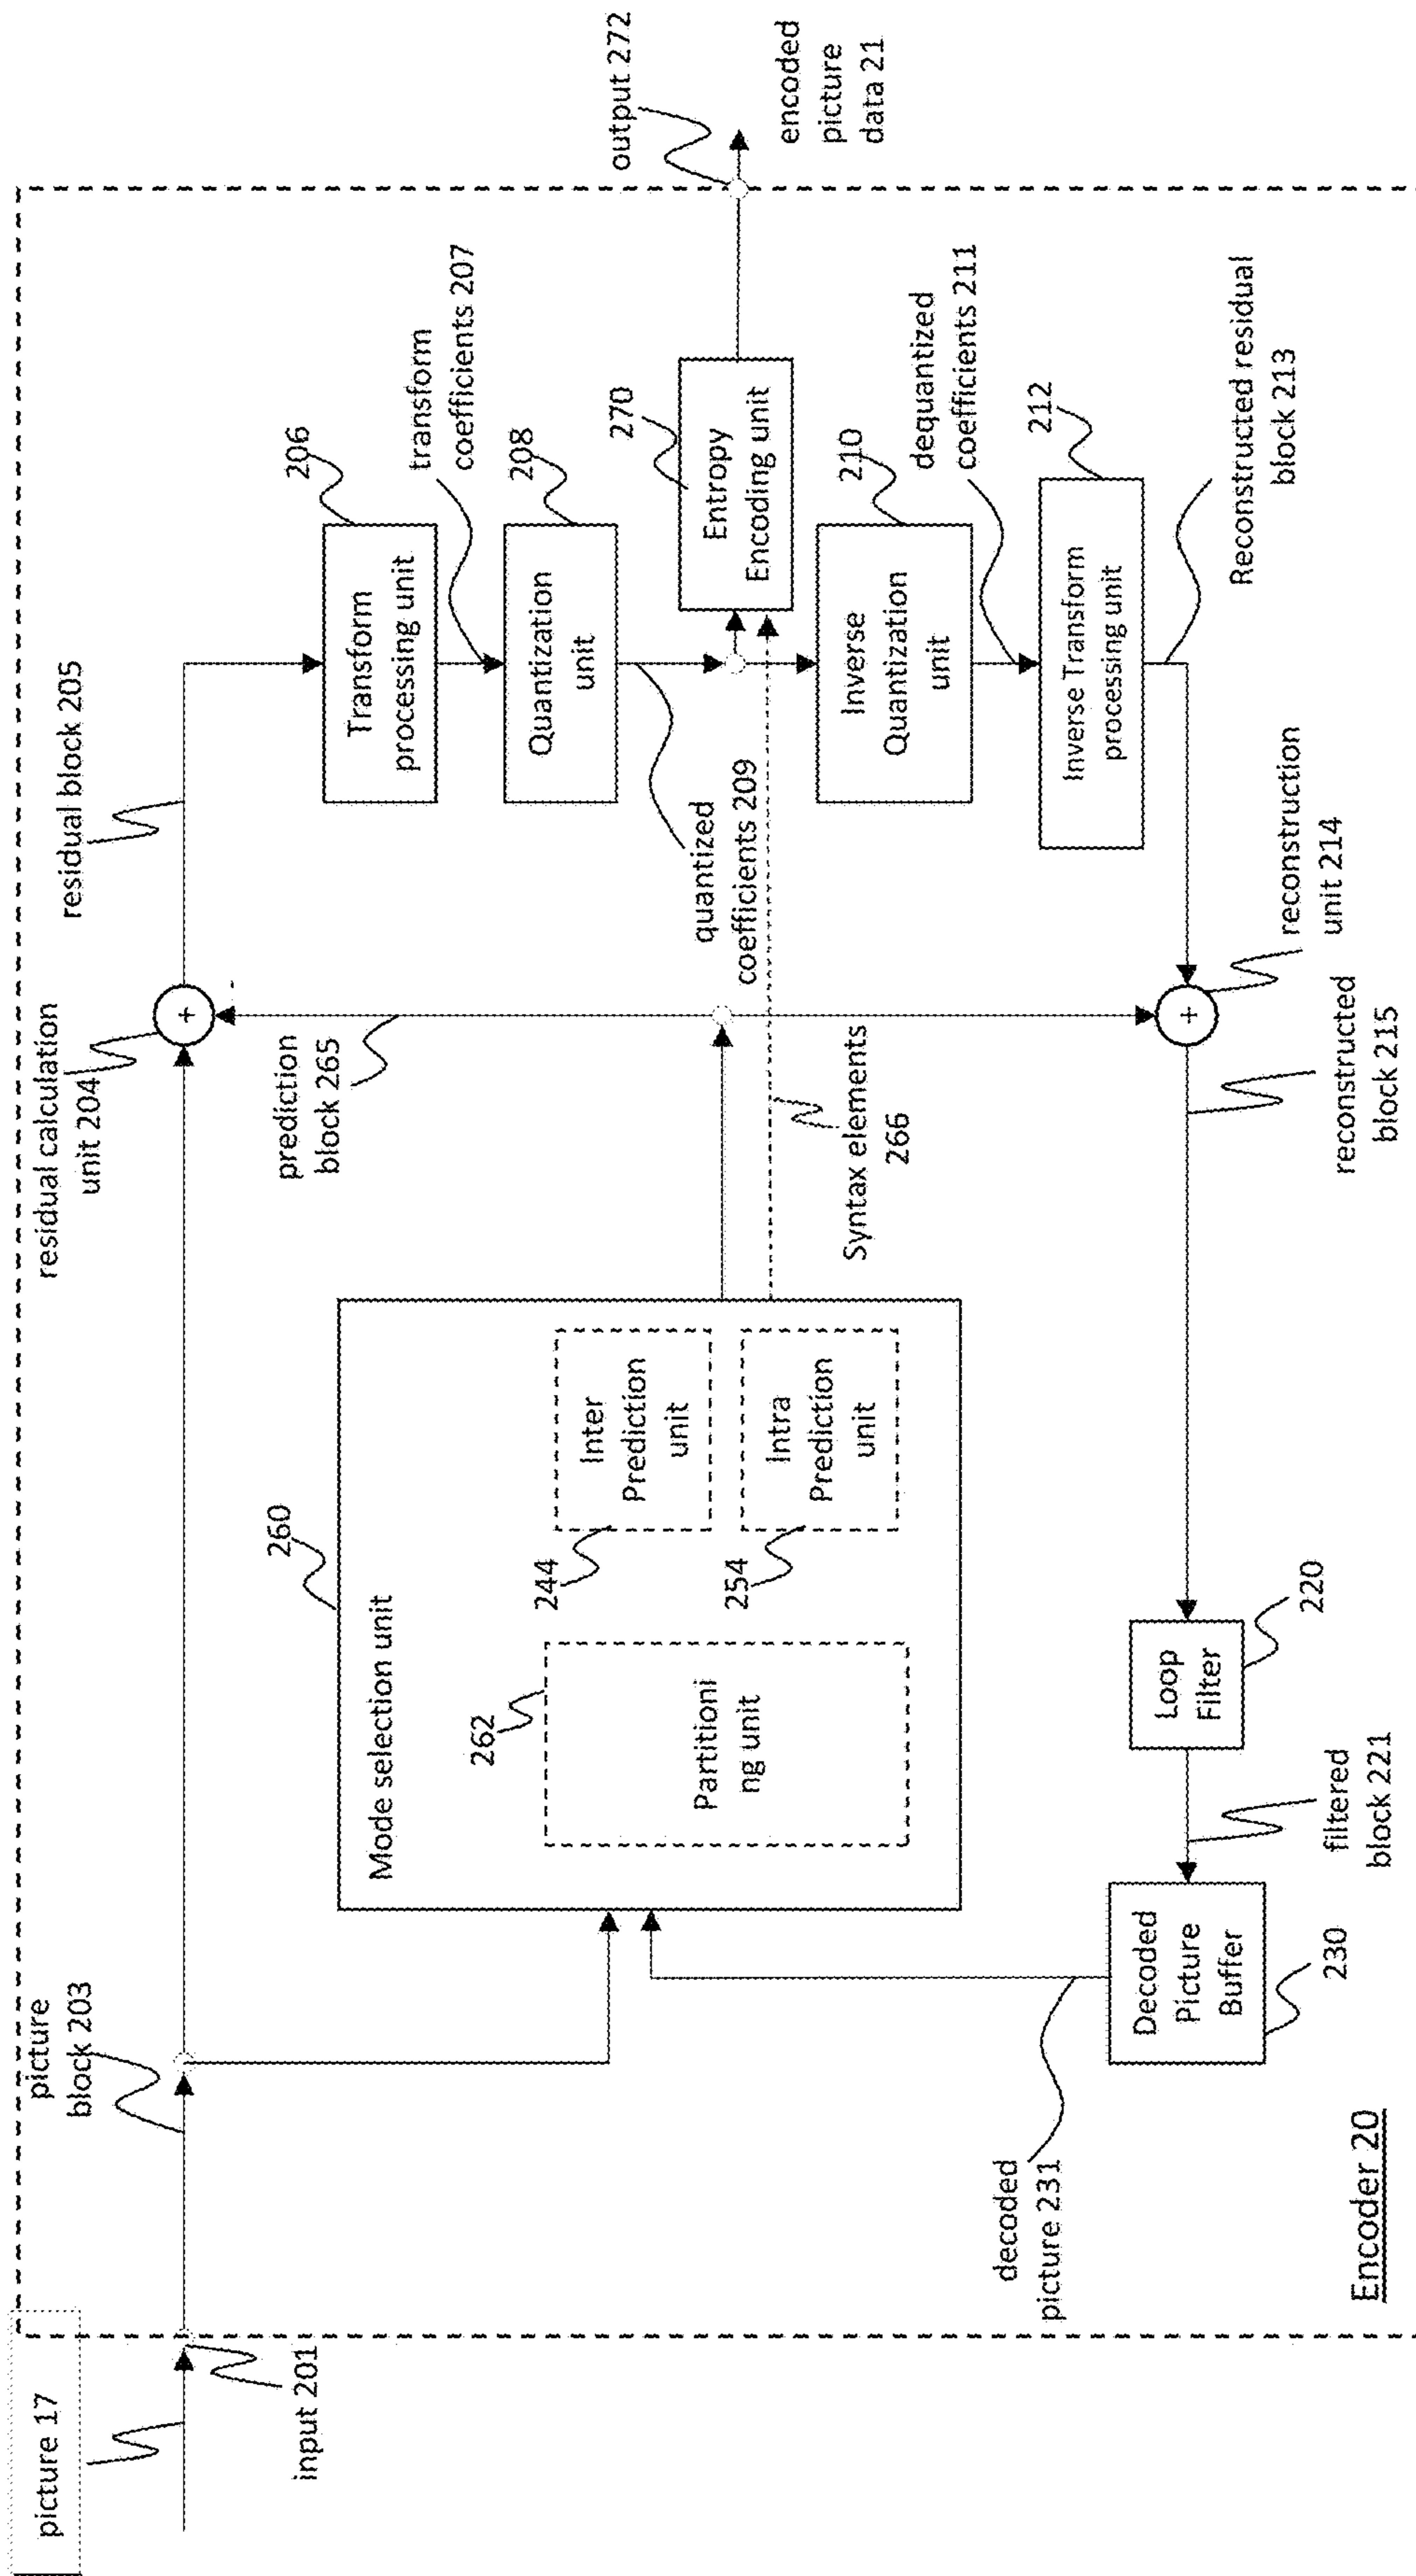 picture 17
input 201
picture
block 203
residual calculation
unit 204
residual block 205
206
Transform
processing unit
transform
coefficients 207
208
Quantization
unit
quantized
coefficients 209
270
Entropy
Encoding unit
output 272
encoded
picture
data 21
210
Inverse
Quantization
unit
dequantized
coefficients 211
212
Inverse Transform
processing unit
Reconstructed residual
block 213
+
+
prediction
block 265
Syntax elements
266
reconstruction
unit 214
reconstructed
block 215
260
Mode selection unit
262
Partitioni
ng unit
244
Inter
Prediction
unit
254
Intra
Prediction
unit
220
Loop
Filter
filtered
block 221
Decoded
Picture
Buffer
230
decoded
picture 231
Encoder 20